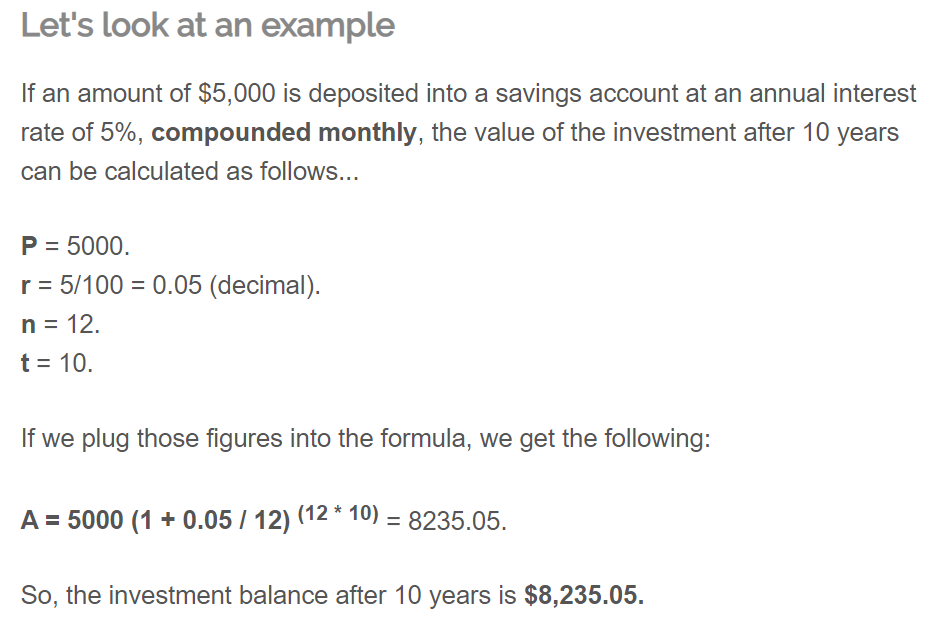 Let's look at an example
If an amount of $5,000 is deposited into a savings account at an annual interest
rate of 5%, compounded monthly, the value of the investment after 10 years
can be calculated as follows...
P = 5000.
r = 5/100 = 0.05 (decimal).
n = 12.
t = 10.
If we plug those figures into the formula, we get the following:
A = 5000 (1 + 0.05 / 12) (12 * 10) = 8235.05.
So, the investment balance after 10 years is $8,235.05.